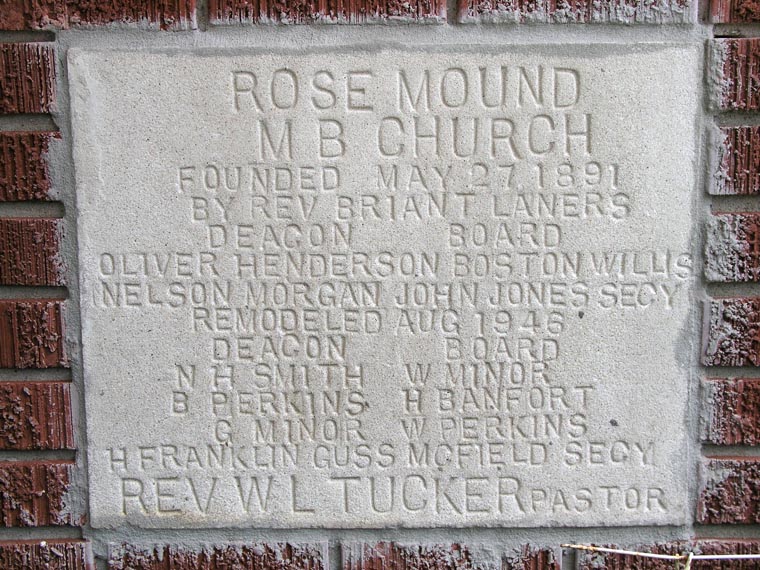 ROSE MOUND
M B CHURCH
FOUNDED MAY 27 1891
BY REV BRIANT LANERS
DEACON BOARD
OLIVER HENDERSON BOSTON WILLIS
NELSON MORGAN JOHN JONES SECY
REMODELED AUG 1946
DEACON BOARD
N H SMITH W MINOR
B PERKINS H BANFORT
G MINOR W PERKINS
H FRANKLIN GUSS MCFIELD SECY
REV W L TUCKER PASTOR